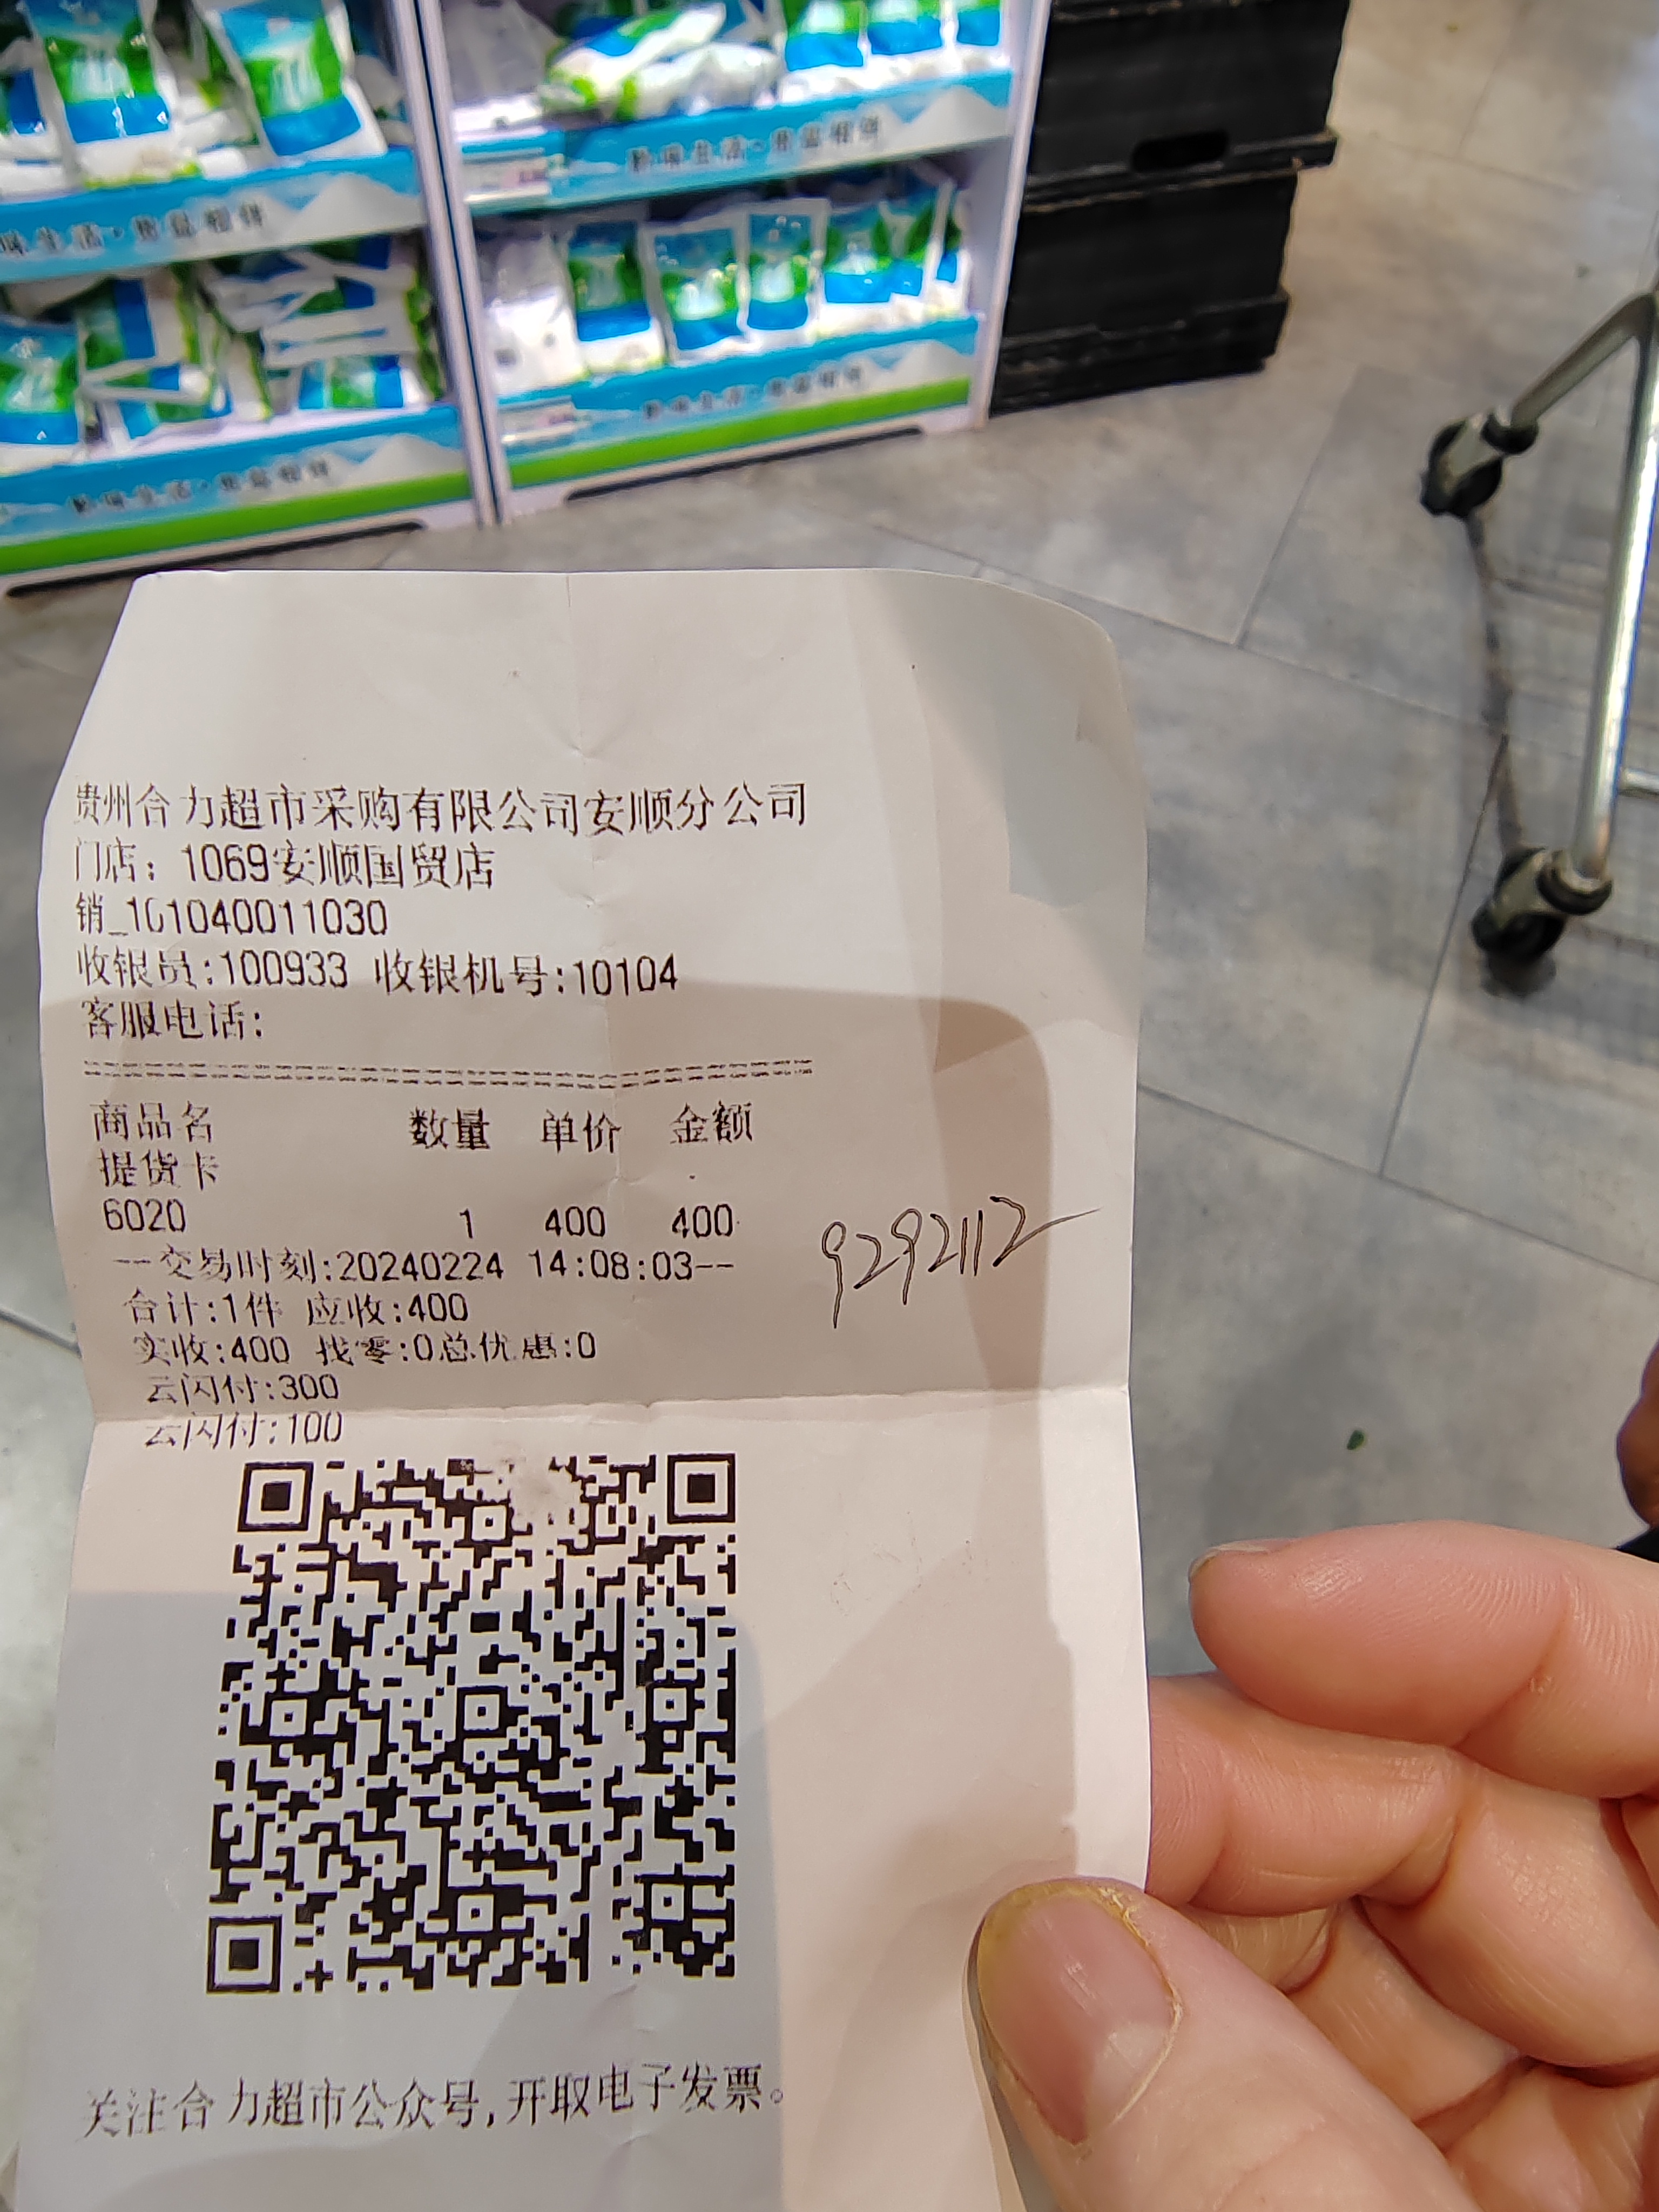 贵州合力超市采购有限公司安顺分公司
门店：1069安顺国贸店
销_101040011030
收银员:100933 收银机号:10104
客服电话:
商品名 数量 单价 金额
提货卡
6020 1 400 400
--交易时刻:20240224 14:08:03--
合计:1件 应收:400
实收:400 找零:0总优惠:0
云闪付:300
云闪付:100
9292112
关注合力超市公众号,开取电子发票。